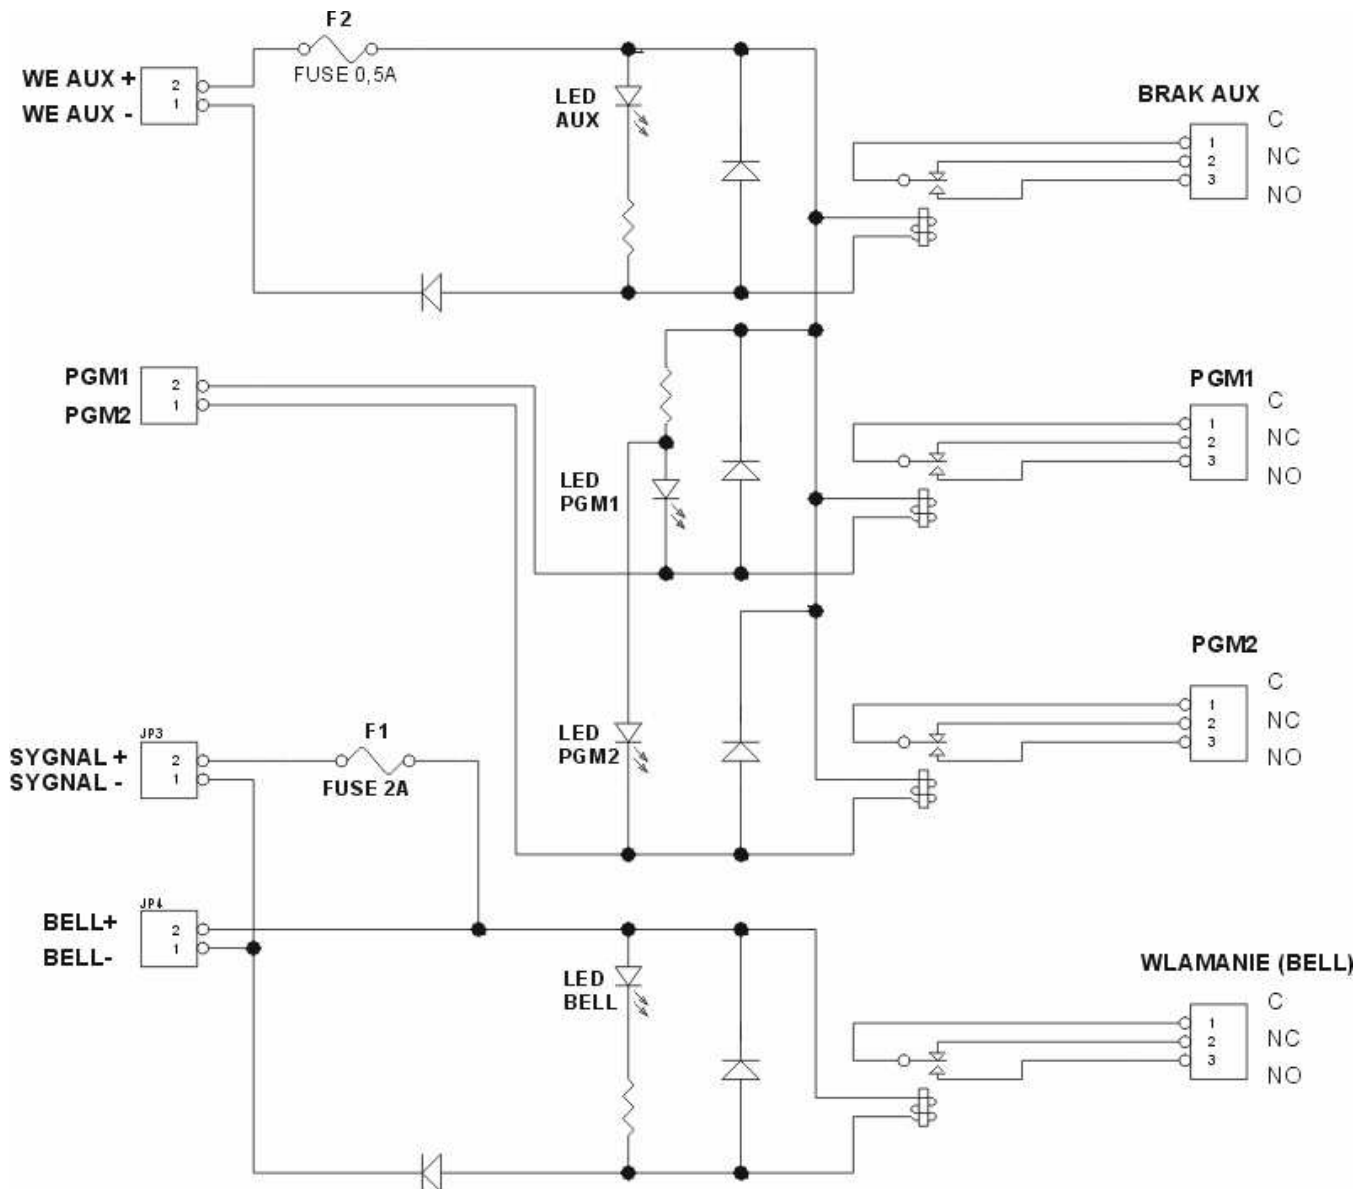 F2
FUSE 0,5A
WE AUX +
WE AUX -
2
1
LED
AUX
BRAK AUX
C
1
2
3
NC
NO
PGM1
PGM2
2
1
LED
PGM1
PGM1
C
1
2
3
NC
NO
PGM2
C
1
2
3
NC
NO
LED
PGM2
JP3
SYGNAL +
SYGNAL -
2
1
F1
FUSE 2A
JP4
BELL+
BELL-
2
1
LED
BELL
WLAMANIE (BELL)
C
1
2
3
NC
NO